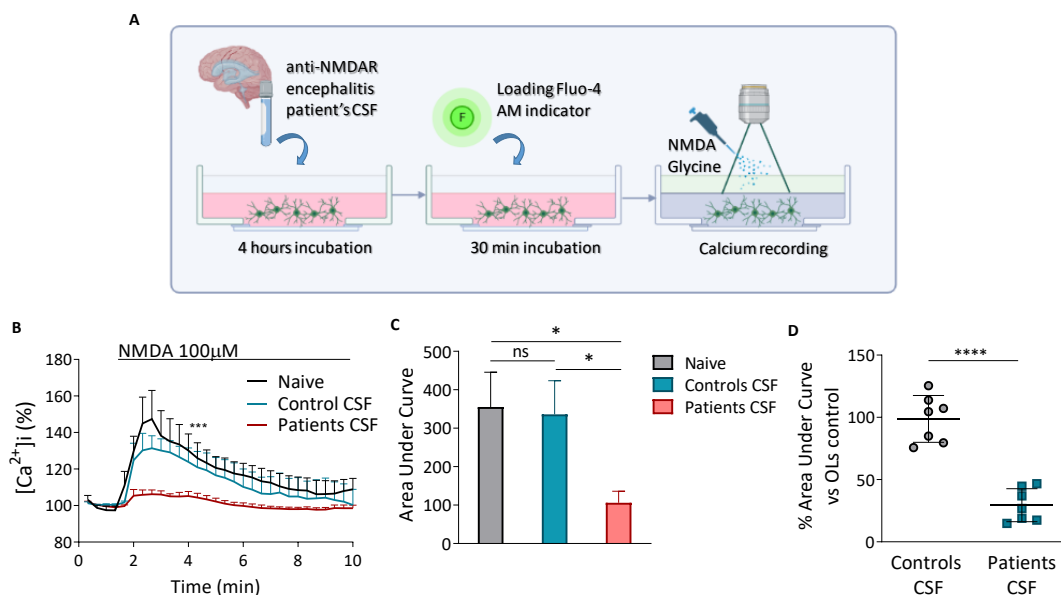 A
anti-NMDAR
encephalitis
patient's CSF
F
Loading Fluo-4
AM indicator
NMDA
Glycine
4 hours incubation
30 min incubation
Calcium recording
B
NMDA 100µM
180
160
140
120
100
80
[Ca²⁺]i (%)
Naive
Control CSF
Patients CSF
***
0
2
4
6
8
10
Time (min)
C
*
ns
*
500
400
300
200
100
0
Area Under Curve
Naive
Controls CSF
Patients CSF
D
****
150
100
50
0
% Area Under Curve
vs OLs control
Controls
CSF
Patients
CSF